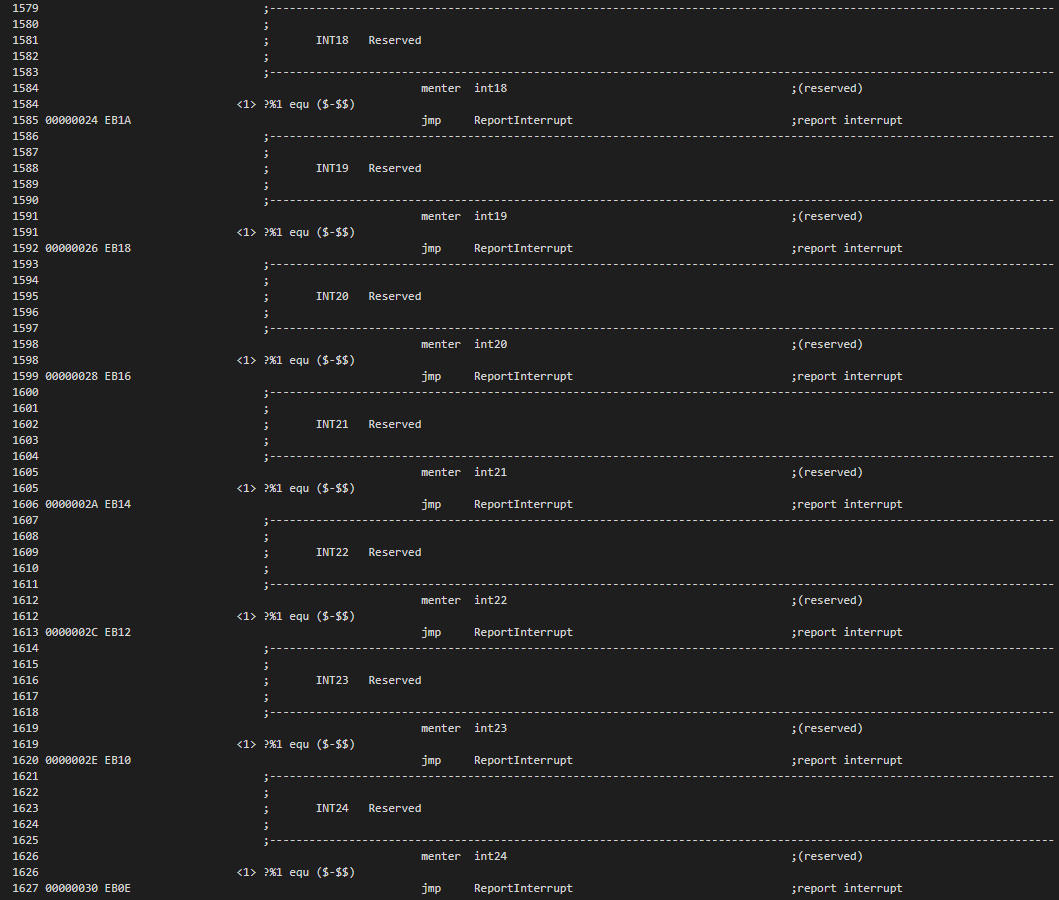 1579 ;-----------------------------------------------------------------------------------------------------------------------
1580 ;
1581 ; INT18 Reserved
1582 ;
1583 ;-----------------------------------------------------------------------------------------------------------------------
1584 menter int18 ;(reserved)
1584 <1> ?%1 equ ($-$$)
1585 00000024 EB1A jmp ReportInterrupt ;report interrupt
1586 ;-----------------------------------------------------------------------------------------------------------------------
1587 ;
1588 ; INT19 Reserved
1589 ;
1590 ;-----------------------------------------------------------------------------------------------------------------------
1591 menter int19 ;(reserved)
1591 <1> ?%1 equ ($-$$)
1592 00000026 EB18 jmp ReportInterrupt ;report interrupt
1593 ;-----------------------------------------------------------------------------------------------------------------------
1594 ;
1595 ; INT20 Reserved
1596 ;
1597 ;-----------------------------------------------------------------------------------------------------------------------
1598 menter int20 ;(reserved)
1598 <1> ?%1 equ ($-$$)
1599 00000028 EB16 jmp ReportInterrupt ;report interrupt
1600 ;-----------------------------------------------------------------------------------------------------------------------
1601 ;
1602 ; INT21 Reserved
1603 ;
1604 ;-----------------------------------------------------------------------------------------------------------------------
1605 menter int21 ;(reserved)
1605 <1> ?%1 equ ($-$$)
1606 0000002A EB14 jmp ReportInterrupt ;report interrupt
1607 ;-----------------------------------------------------------------------------------------------------------------------
1608 ;
1609 ; INT22 Reserved
1610 ;
1611 ;-----------------------------------------------------------------------------------------------------------------------
1612 menter int22 ;(reserved)
1612 <1> ?%1 equ ($-$$)
1613 0000002C EB12 jmp ReportInterrupt ;report interrupt
1614 ;-----------------------------------------------------------------------------------------------------------------------
1615 ;
1616 ; INT23 Reserved
1617 ;
1618 ;-----------------------------------------------------------------------------------------------------------------------
1619 menter int23 ;(reserved)
1619 <1> ?%1 equ ($-$$)
1620 0000002E EB10 jmp ReportInterrupt ;report interrupt
1621 ;-----------------------------------------------------------------------------------------------------------------------
1622 ;
1623 ; INT24 Reserved
1624 ;
1625 ;-----------------------------------------------------------------------------------------------------------------------
1626 menter int24 ;(reserved)
1626 <1> ?%1 equ ($-$$)
1627 00000030 EB0E jmp ReportInterrupt ;report interrupt